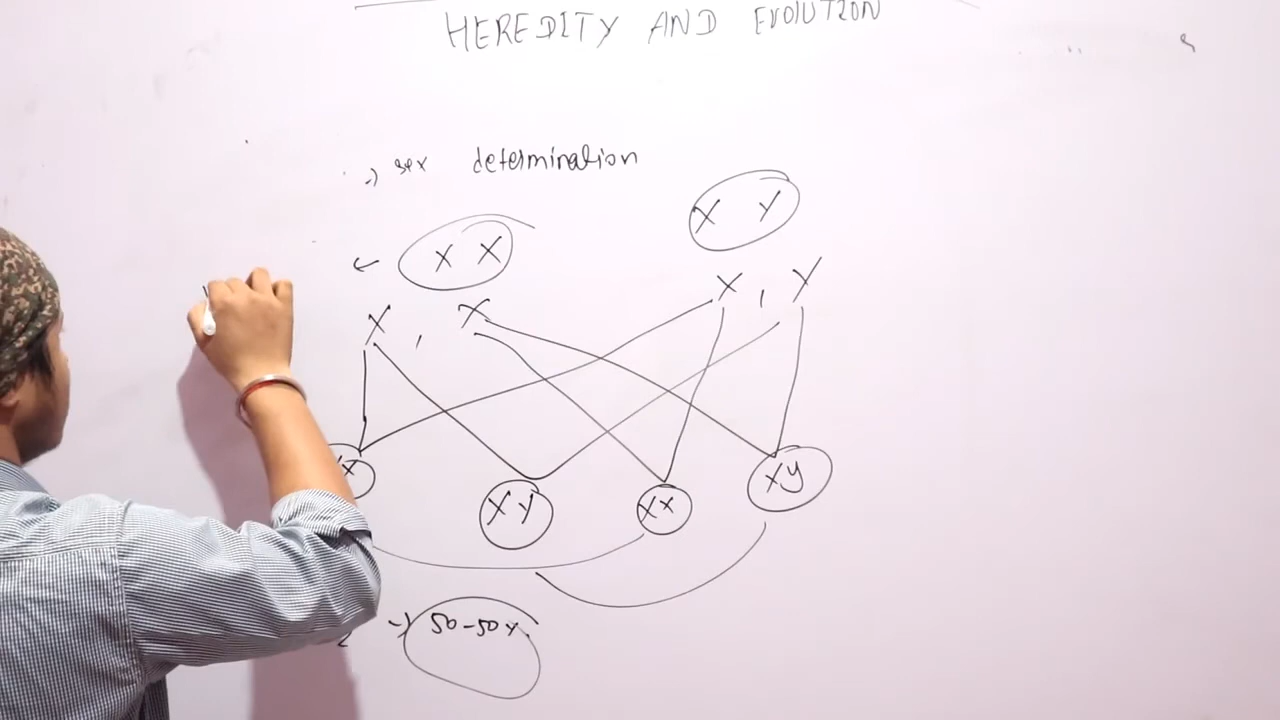 HEREDITY AND EVOLUTION
sex determination
X Y
X X
X , Y
X , X
X
XY
XX
XY
50-50%